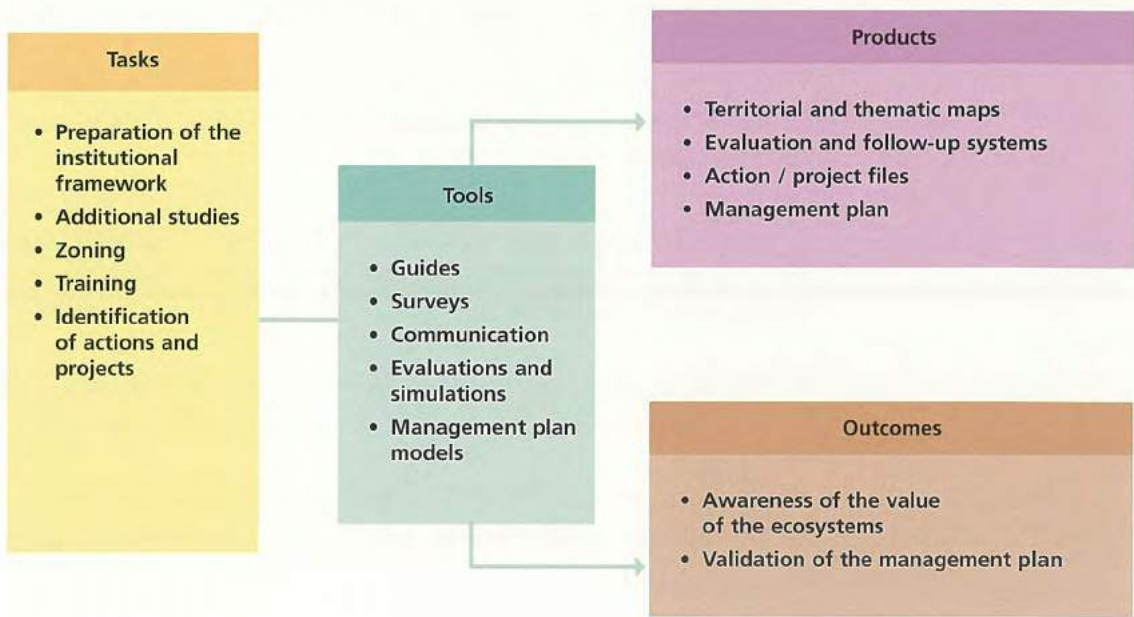 Tasks
• Preparation of the
institutional
framework
• Additional studies
• Zoning
• Training
• Identification
of actions and
projects
Tools
• Guides
• Surveys
• Communication
• Evaluations and
simulations
• Management plan
models
Products
• Territorial and thematic maps
• Evaluation and follow-up systems
• Action / project files
• Management plan
Outcomes
• Awareness of the value
of the ecosystems
• Validation of the management plan